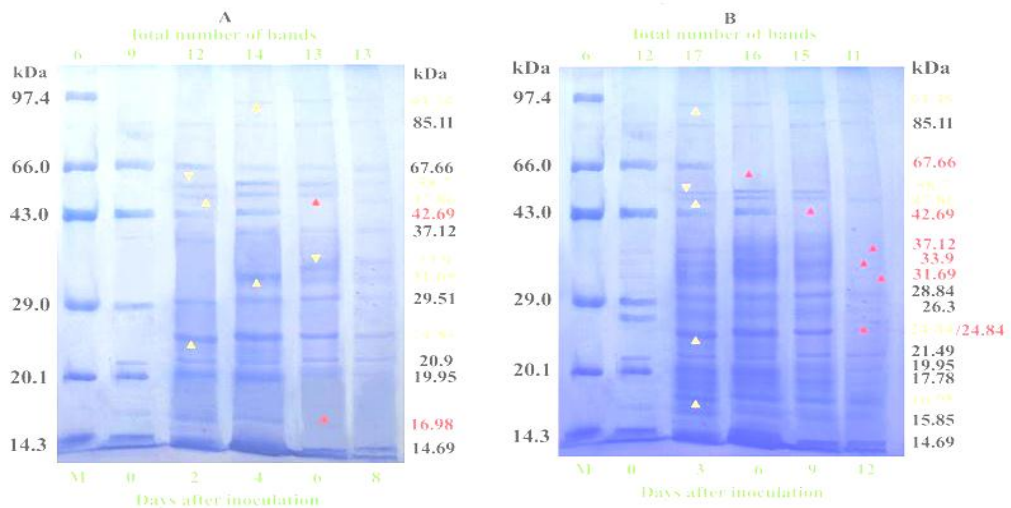 A
Total number of bands
6 9 12 14 13 13
kDa
97.4
66.0
43.0
29.0
20.1
14.3
kDa
85.11
67.66
42.69
37.12
31.69
29.51
20.9
19.95
16.98
14.69
M 0 2 4 6 8
Days after inoculation
B
Total number of bands
6 12 17 16 15 11
kDa
97.4
66.0
43.0
29.0
20.1
14.3
kDa
85.11
67.66
42.69
37.12
33.9
31.69
28.84
26.3
/24.84
21.49
19.95
17.78
15.85
14.69
M 0 3 6 9 12
Days after inoculation